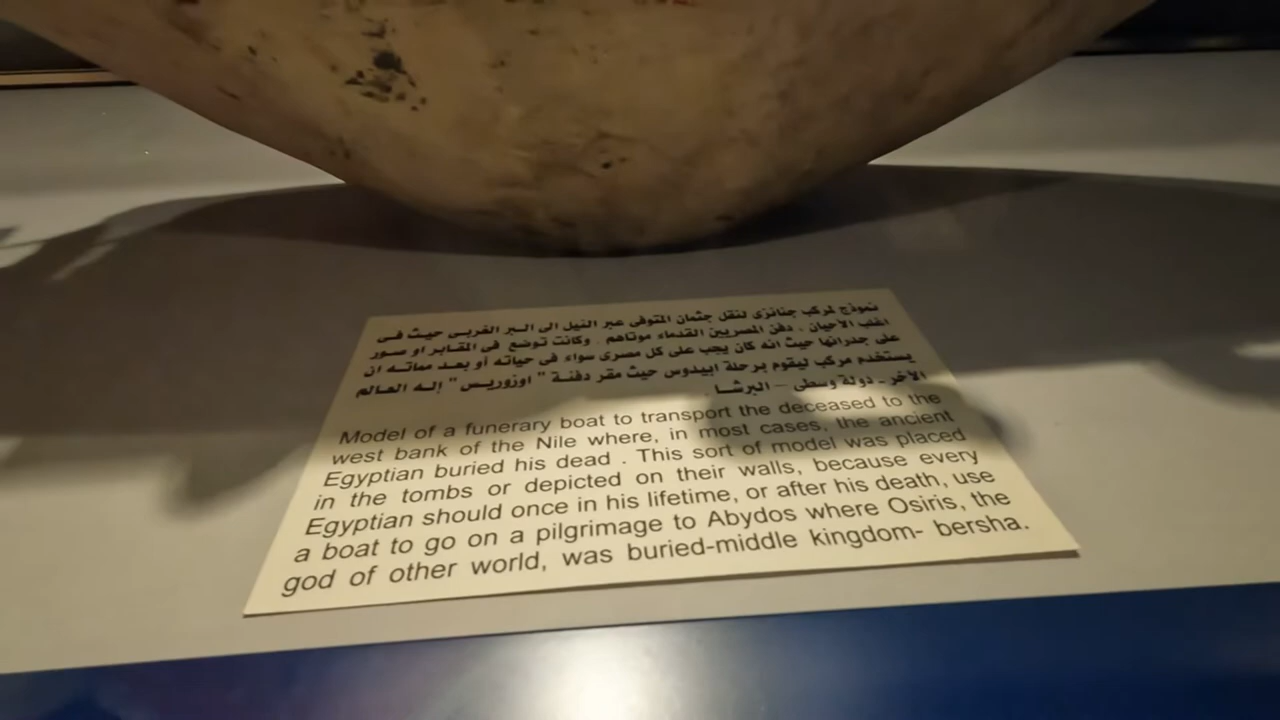 نموذج لمركب جنائزى لنقل جثمان المتوفى عبر النيل الى البر الغربى حيث فى
اغلب الاحيان . دفن المصريين القدماء موتاهم . وكانت توضع فى المقابر او صور
على جدرانها حيث انه كان يجب على كل مصرى سواء فى حياته أو بعد مماته ان
يستخدم مركب ليقوم برحلة ابيدوس حيث مقر دفنة " اوزوريس " إله العالم
الآخر - دولة وسطى – البرشا .
Model of a funerary boat to transport the deceased to the
west bank of the Nile where, in most cases, the ancient
Egyptian buried his dead . This sort of model was placed
in the tombs or depicted on their walls, because every
Egyptian should once in his lifetime, or after his death, use
a boat to go on a pilgrimage to Abydos where Osiris, the
god of other world, was buried-middle kingdom- bersha.